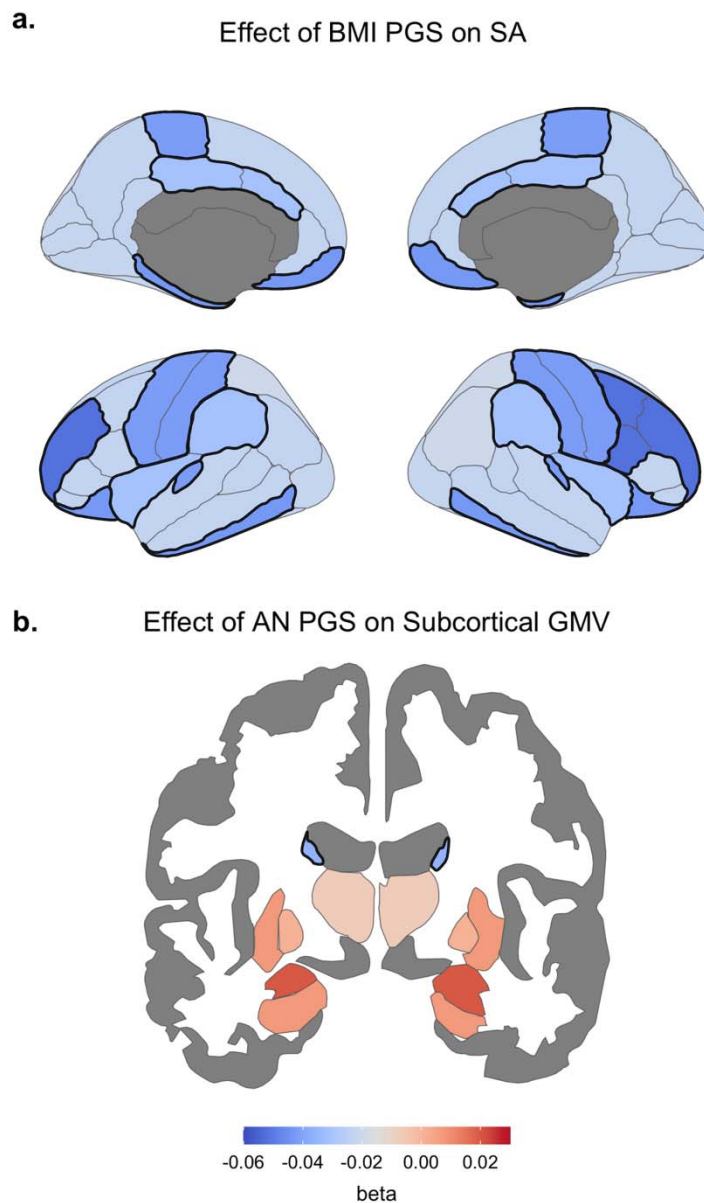 a.
Effect of BMI PGS on SA
b.
Effect of AN PGS on Subcortical GMV
-0.06 -0.04 -0.02 0.00 0.02
beta